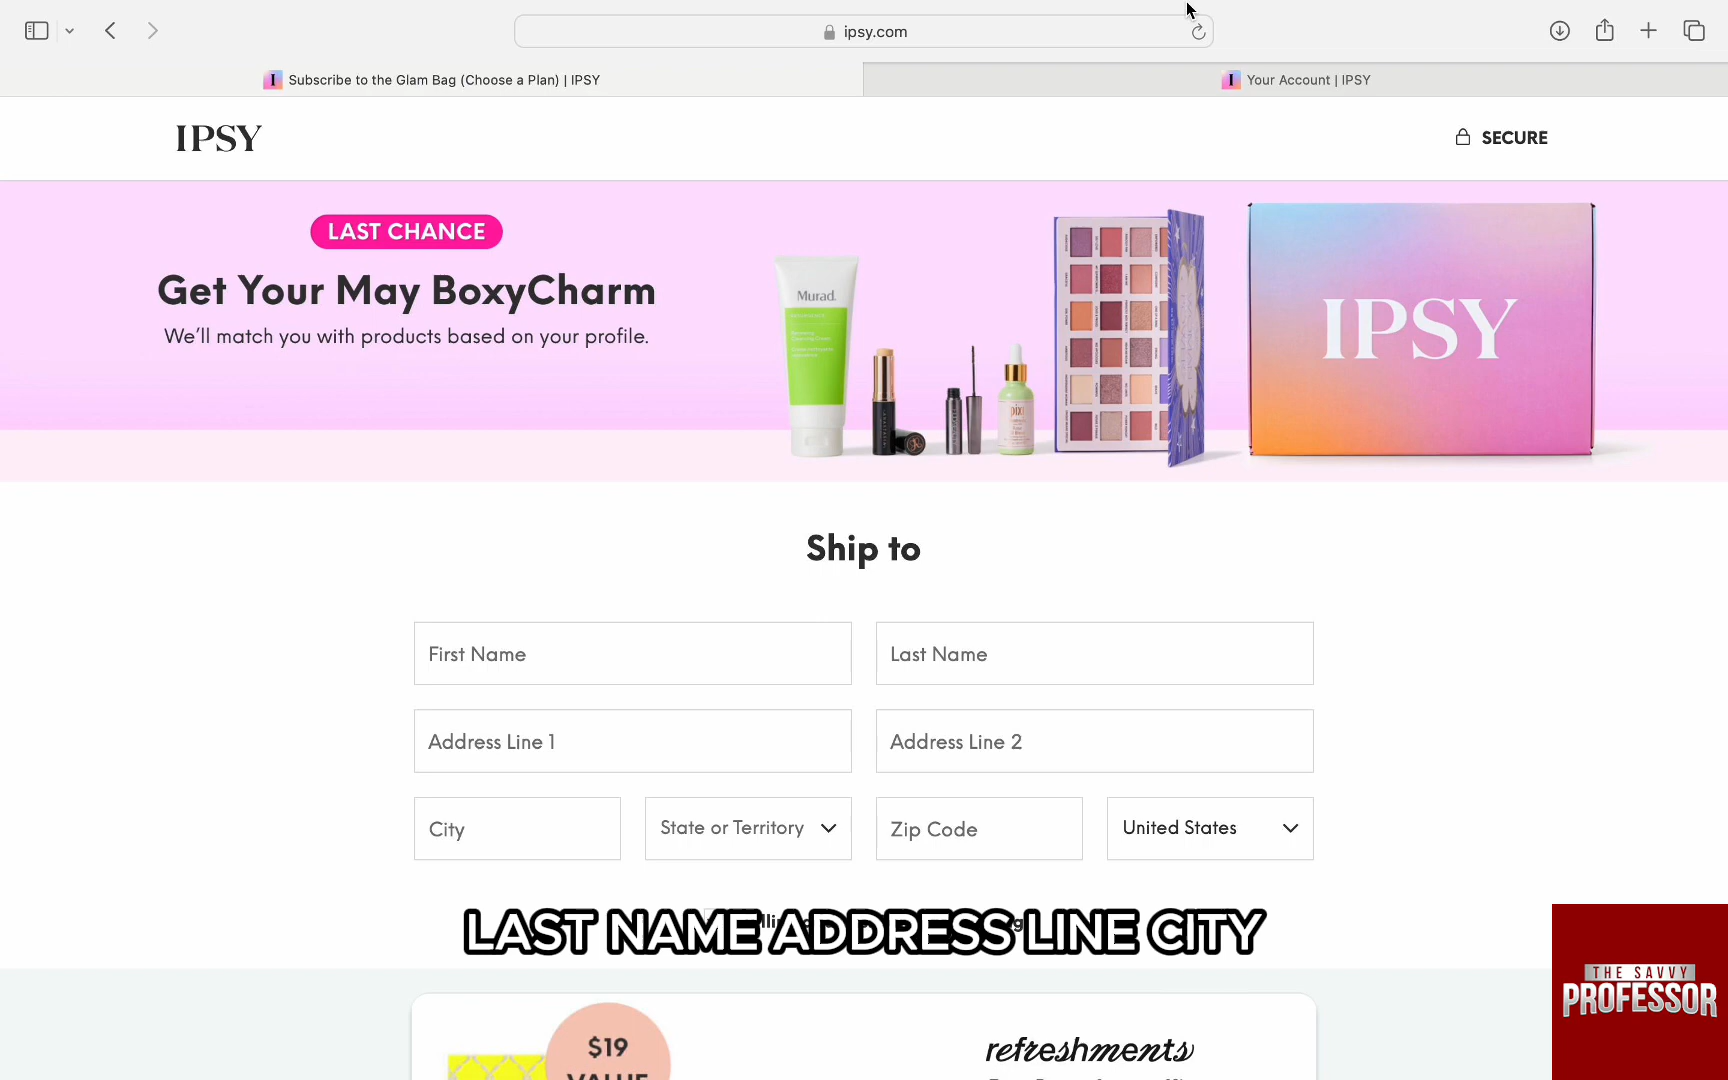 ipsy.com
I Subscribe to the Glam Bag (Choose a Plan) | IPSY
I Your Account | IPSY
IPSY
SECURE
LAST CHANCE
Get Your May BoxyCharm
We'll match you with products based on your profile.
Murad.
pixi
IPSY
Ship to
First Name
Last Name
Address Line 1
Address Line 2
City
State or Territory
Zip Code
United States
LAST NAME ADDRESS LINE CITY
THE SAVVY
PROFESSOR
$19
VALUE
refreshments